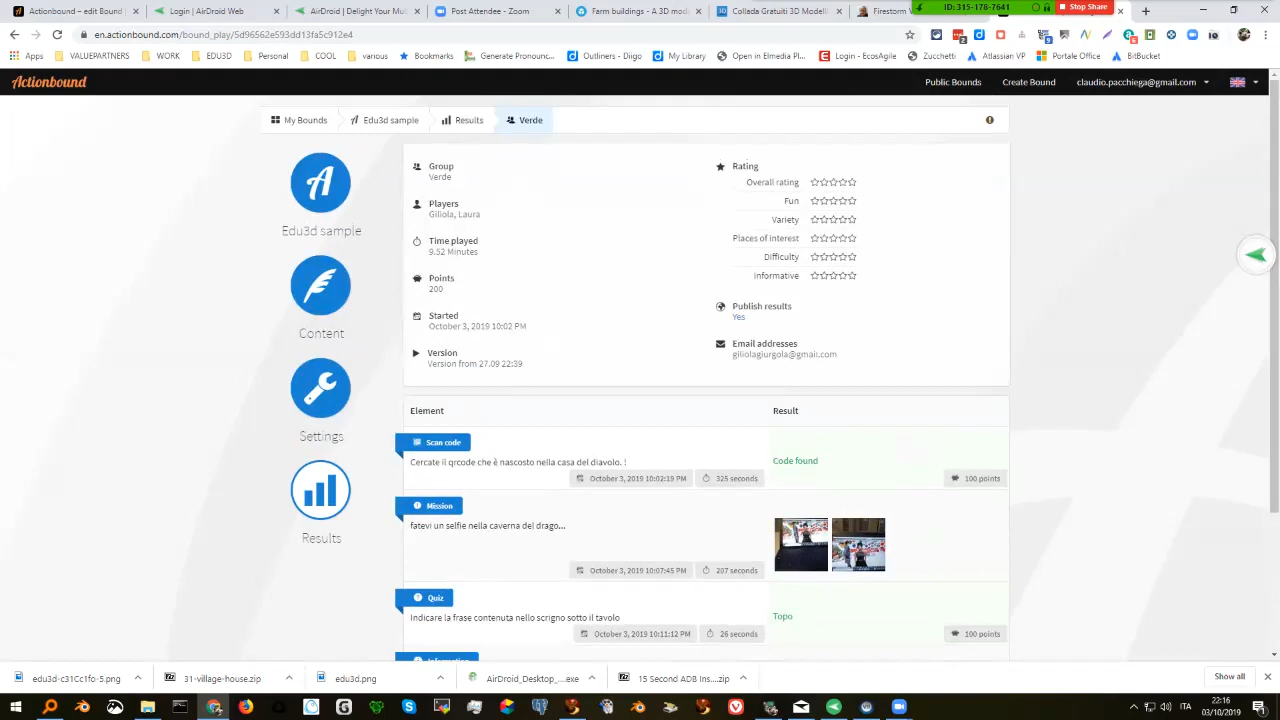 Actionbound – edit Bound
Login | AirDroid Web
AirDroid | Delight Your Mul
Post Attendee - Zoom
Farm buildings - A 3D mode
Collada Gratuiti 3D Modelli
Firestorm V
ID: 315-178-7641
Stop Share
en.actionbound.com/bound_play/5d96562e593dd13fa5c912e4
Apps
VALUEPARTNERS
WORK
EDU3D
Personal
COOL
various
Bookmarks
Generate Pronounc...
Outliners - Diigo
My Library
Open in Elmedia Pl...
Login - EcoAgile
Zucchetti
Atlassian VP
Portale Office
BitBucket
Actionbound
Public Bounds
Create Bound
claudio.pacchiega@gmail.com
My Bounds
Edu3d sample
Results
Verde
Edu3d sample
Content
Settings
Results
Group
Verde
Players
Giliola, Laura
Time played
9.52 Minutes
Points
200
Started
October 3, 2019 10:02 PM
Version
Version from 27.09 22:39
Rating
Overall rating
Fun
Variety
Places of interest
Difficulty
informative
Publish results
Yes
Email addresses
giliolagiurgola@gmail.com
Element
Result
Scan code
Cercate il qrcode che è nascosto nella casa del diavolo. !
October 3, 2019 10:02:19 PM
325 seconds
Code found
100 points
Mission
fatevi un selfie nella caverna del drago...
October 3, 2019 10:07:45 PM
207 seconds
Quiz
Indicare la frase contenuta nello scrigno sotto il tavolo
October 3, 2019 10:11:12 PM
26 seconds
Topo
100 points
Information
edu3d-c31Cc1fo-5.png
31-village-house.zip
edu3d.png
AirDroid_Desktop_....exe
15 Second ADB Ins....zip
Show all
ITA
22:16
03/10/2019